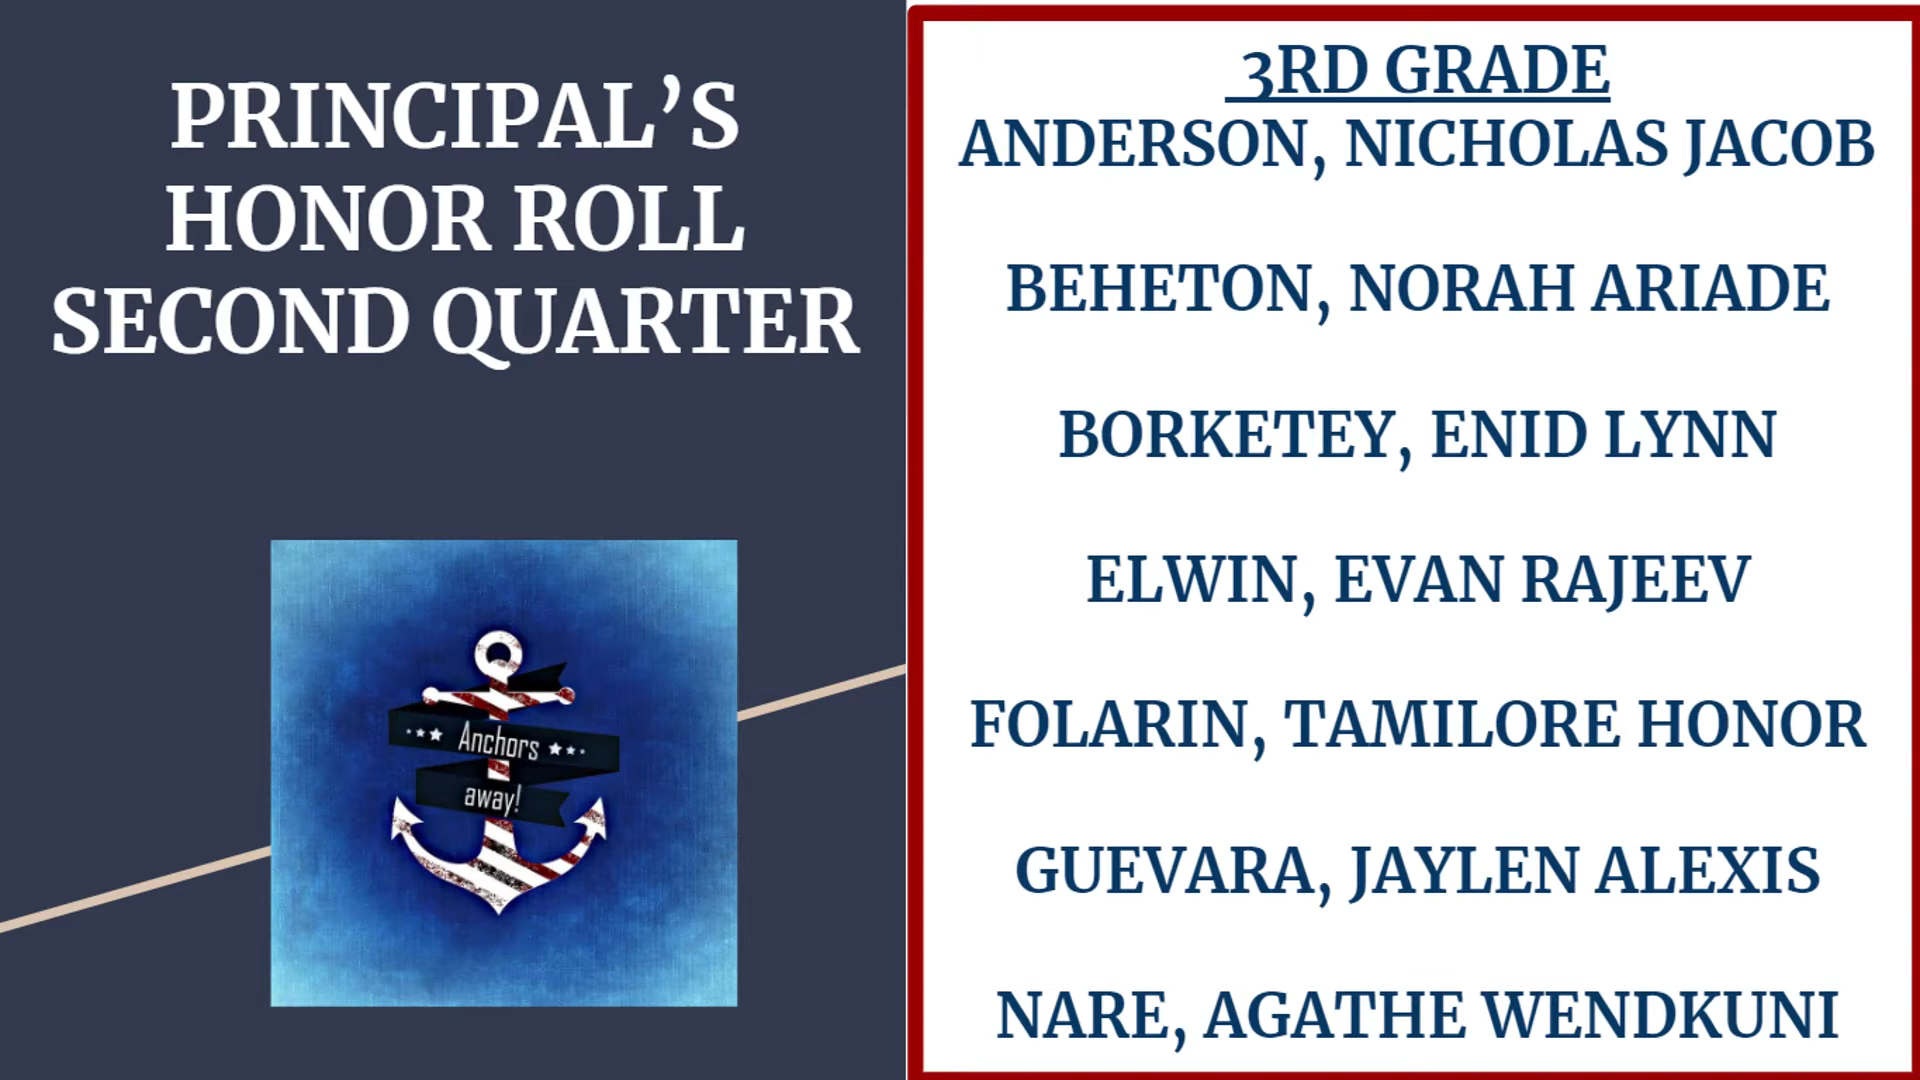 PRINCIPAL’S
HONOR ROLL
SECOND QUARTER
Anchors
away!
3RD GRADE
ANDERSON, NICHOLAS JACOB
BEHETON, NORAH ARIADE
BORKETEY, ENID LYNN
ELWIN, EVAN RAJEEV
FOLARIN, TAMILORE HONOR
GUEVARA, JAYLEN ALEXIS
NARE, AGATHE WENDKUNI